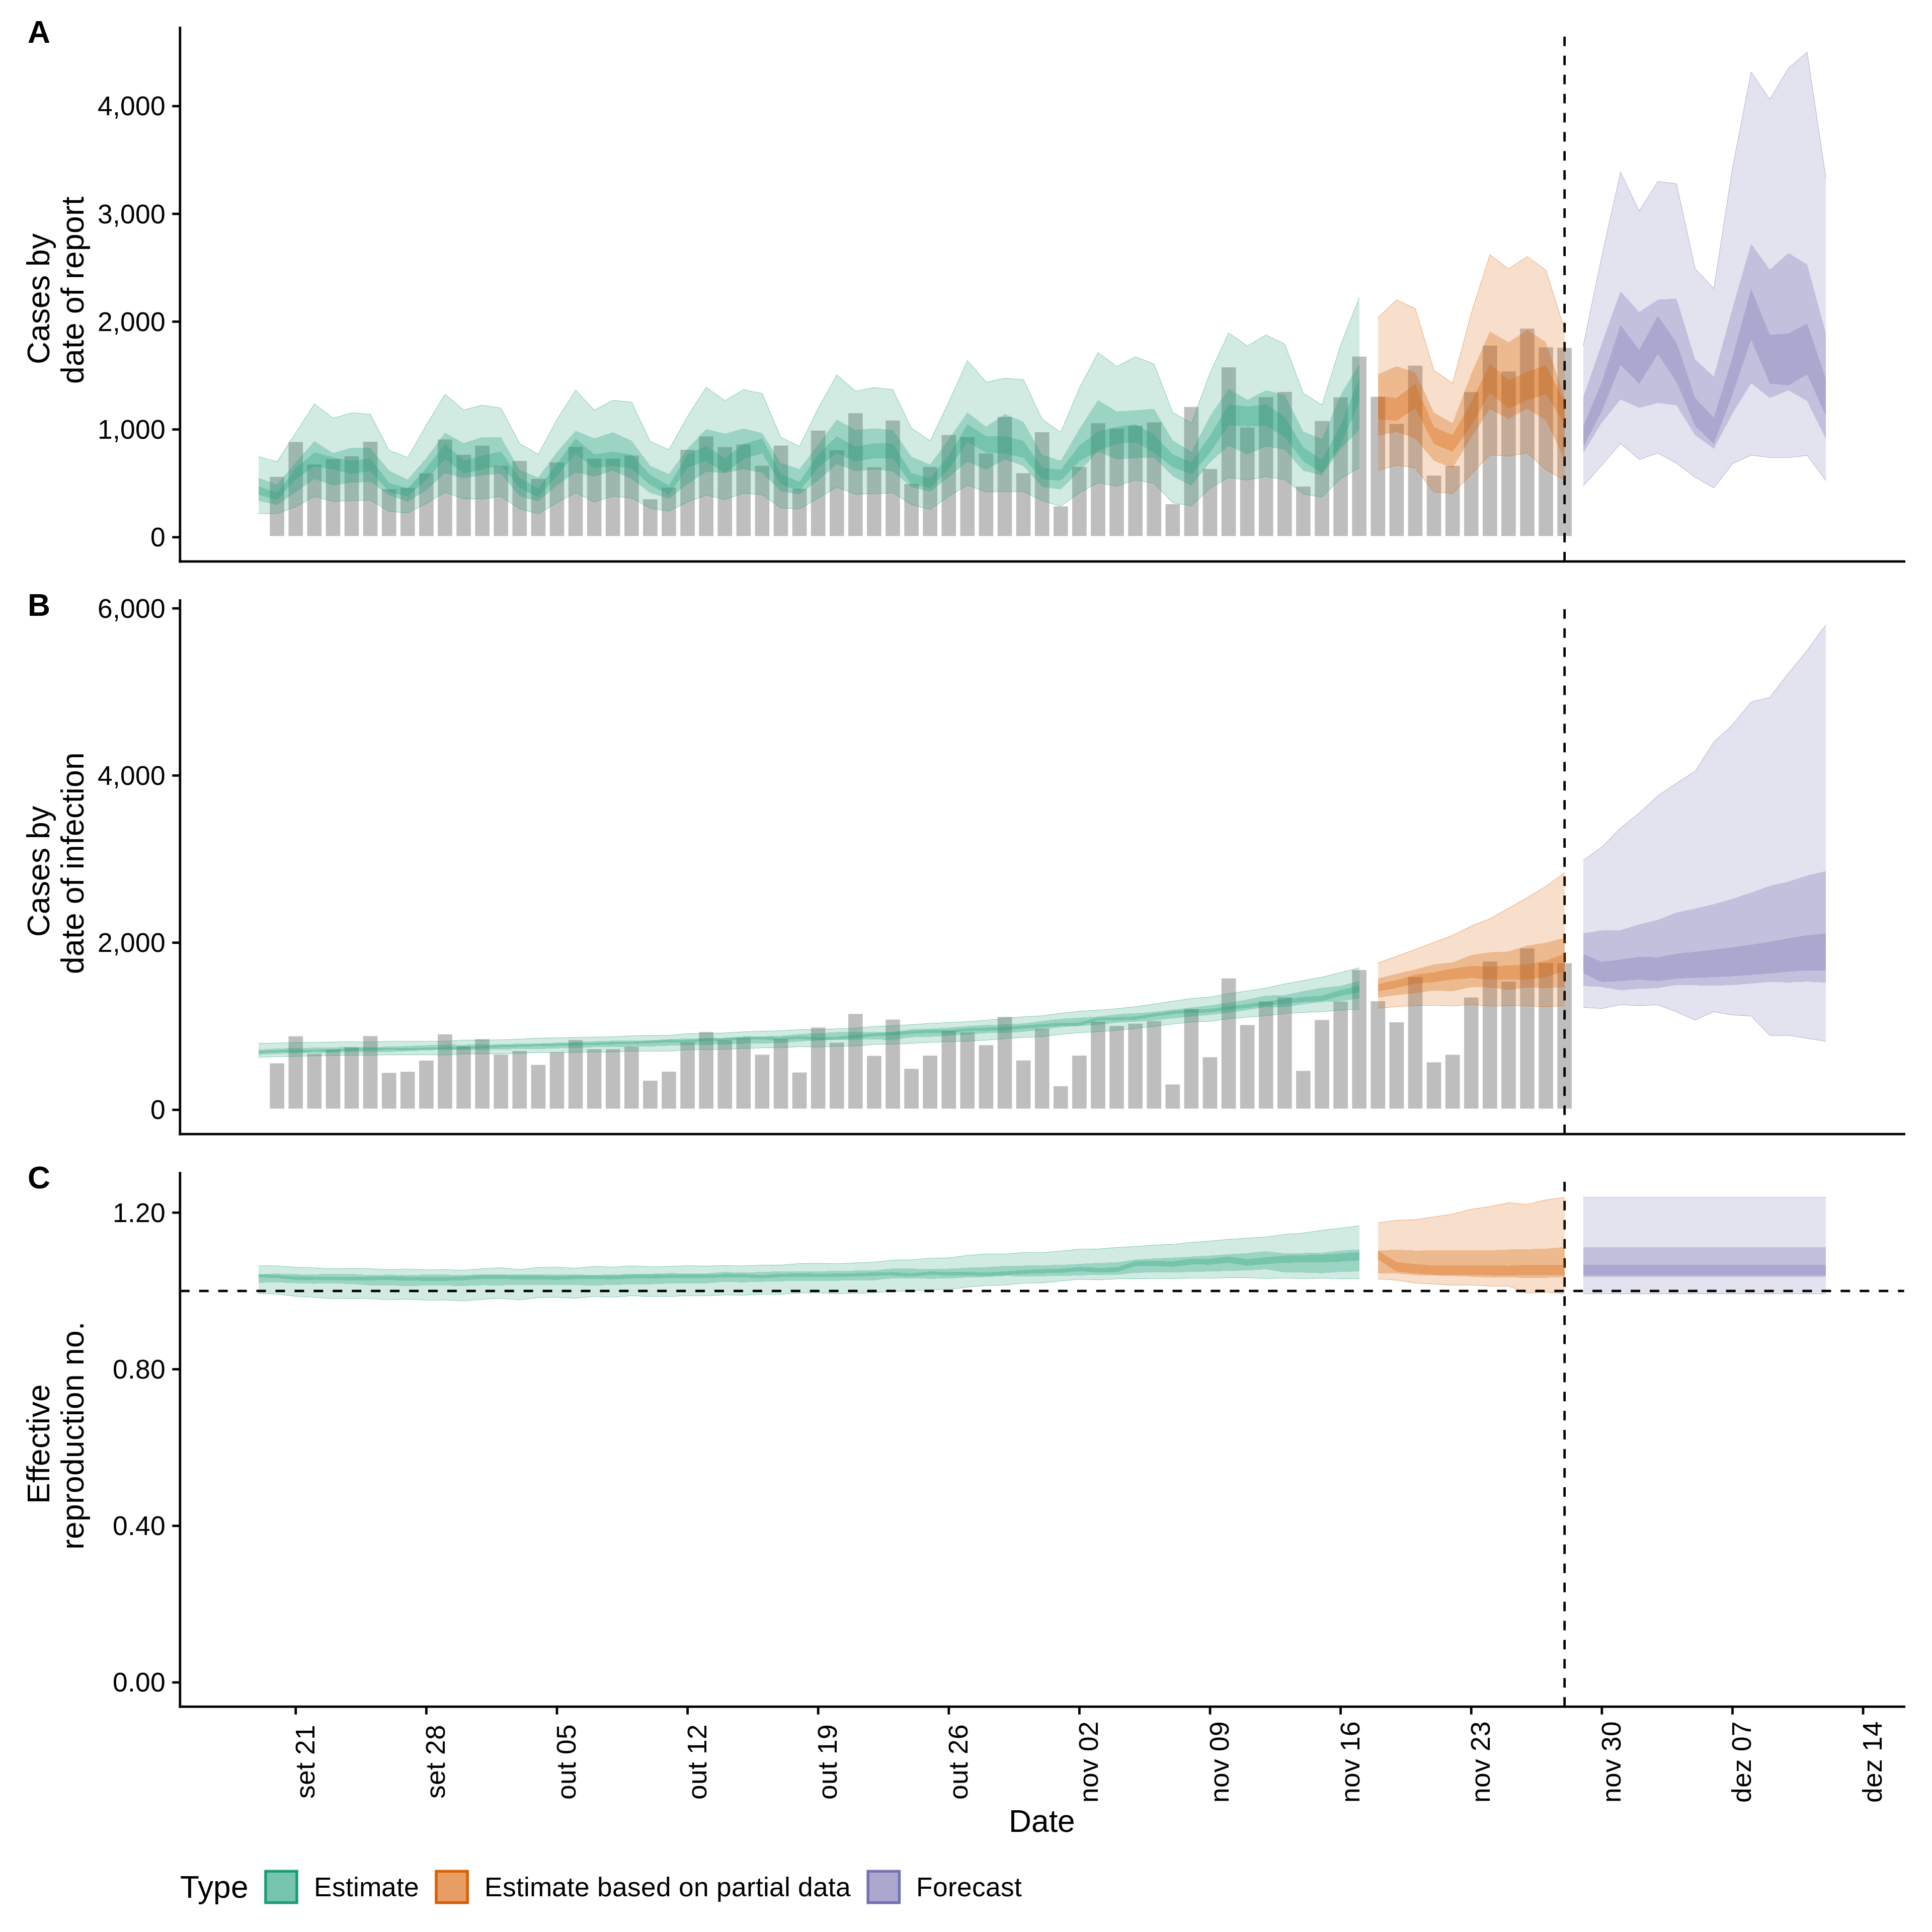 A
4,000
3,000
2,000
1,000
0
Cases by
date of report
B
6,000
4,000
2,000
0
Cases by
date of infection
C
1.20
0.80
0.40
0.00
Effective
reproduction no.
set 21
set 28
out 05
out 12
out 19
out 26
nov 02
nov 09
nov 16
nov 23
nov 30
dez 07
dez 14
Date
Type Estimate Estimate based on partial data Forecast